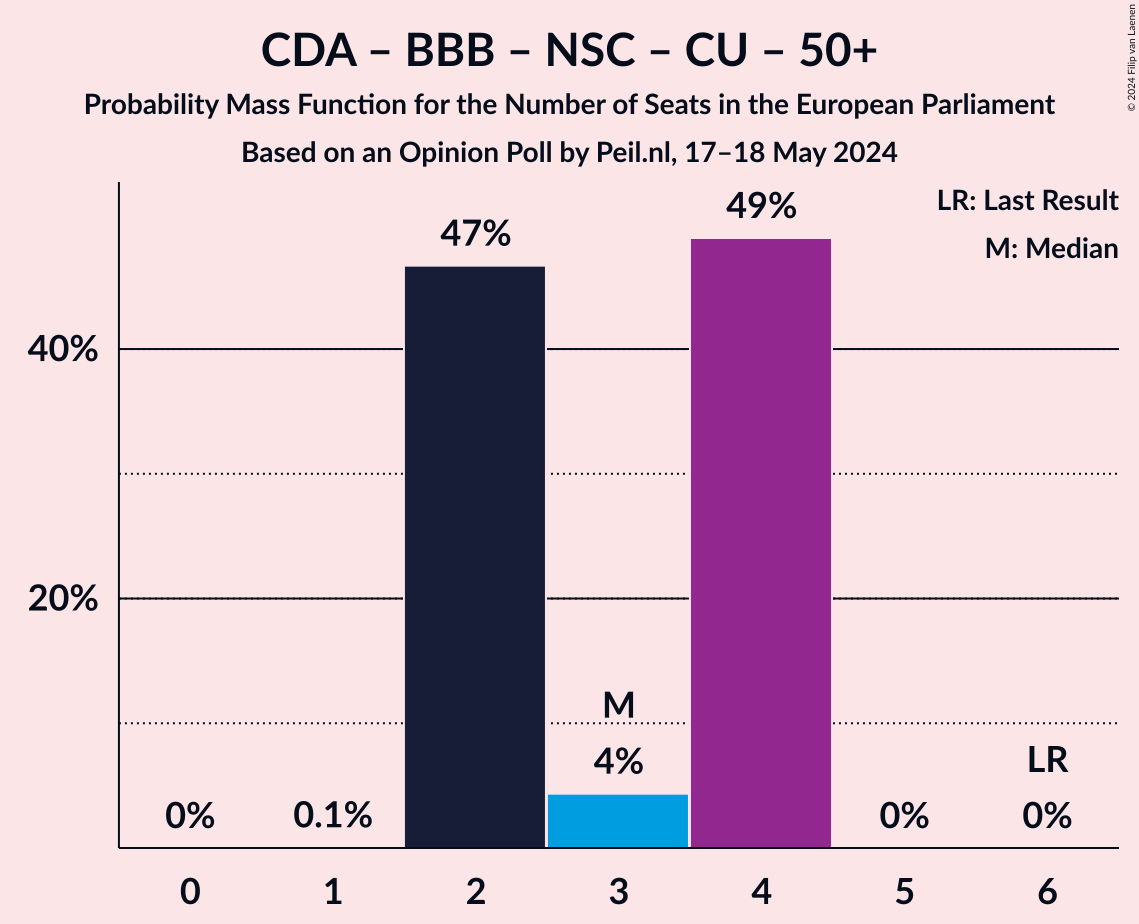 CDA – BBB – NSC – CU – 50+
Probability Mass Function for the Number of Seats in the European Parliament
Based on an Opinion Poll by Peil.nl, 17–18 May 2024
© 2024 Filip van Laenen
LR: Last Result
M: Median
40%
20%
0%
0.1%
47%
M
4%
49%
0%
LR
0%
0
1
2
3
4
5
6